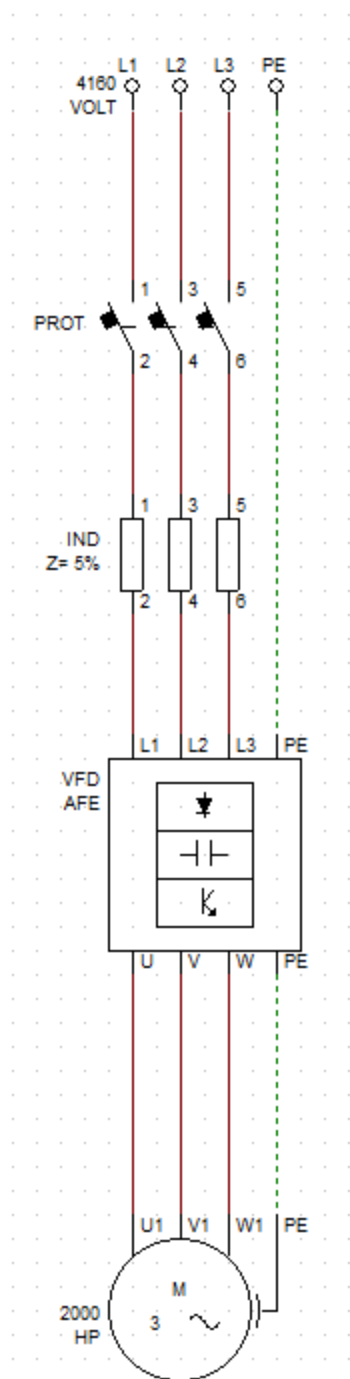 L1 L2 L3 PE
4160
VOLT
1 3 5
PROT
2 4 6
1 3 5
IND
Z= 5%
2 4 6
L1 L2 L3 PE
VFD
AFE
U V W PE
U1 V1 W1 PE
M
3
2000
HP